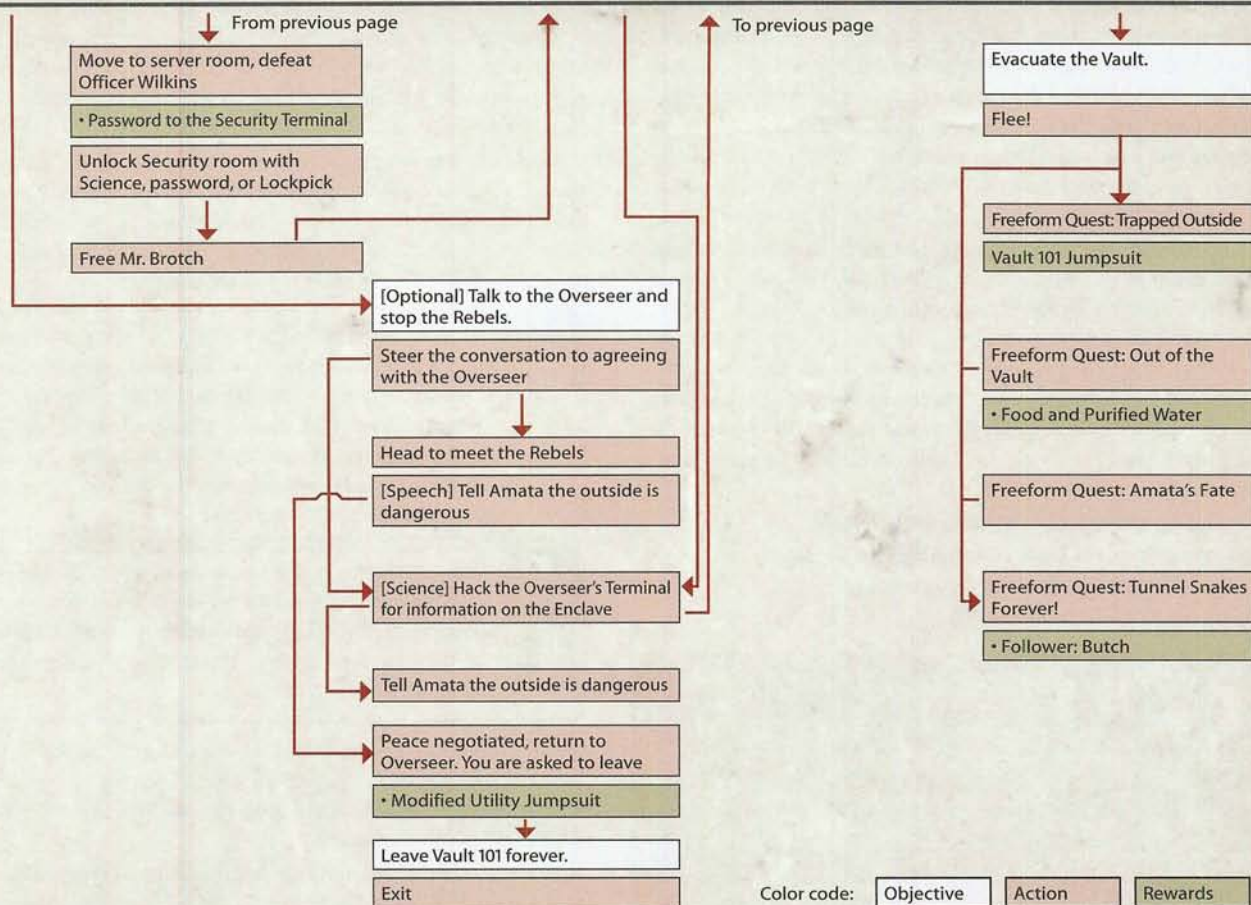 From previous page
To previous page
Move to server room, defeat
Officer Wilkins
• Password to the Security Terminal
Unlock Security room with
Science, password, or Lockpick
Free Mr. Brotch
[Optional] Talk to the Overseer and
stop the Rebels.
Steer the conversation to agreeing
with the Overseer
Head to meet the Rebels
[Speech] Tell Amata the outside is
dangerous
[Science] Hack the Overseer's Terminal
for information on the Enclave
Tell Amata the outside is dangerous
Peace negotiated, return to
Overseer. You are asked to leave
• Modified Utility Jumpsuit
Leave Vault 101 forever.
Exit
Evacuate the Vault.
Flee!
Freeform Quest: Trapped Outside
Vault 101 Jumpsuit
Freeform Quest: Out of the
Vault
• Food and Purified Water
Freeform Quest: Amata's Fate
Freeform Quest: Tunnel Snakes
Forever!
• Follower: Butch
Color code: Objective Action Rewards